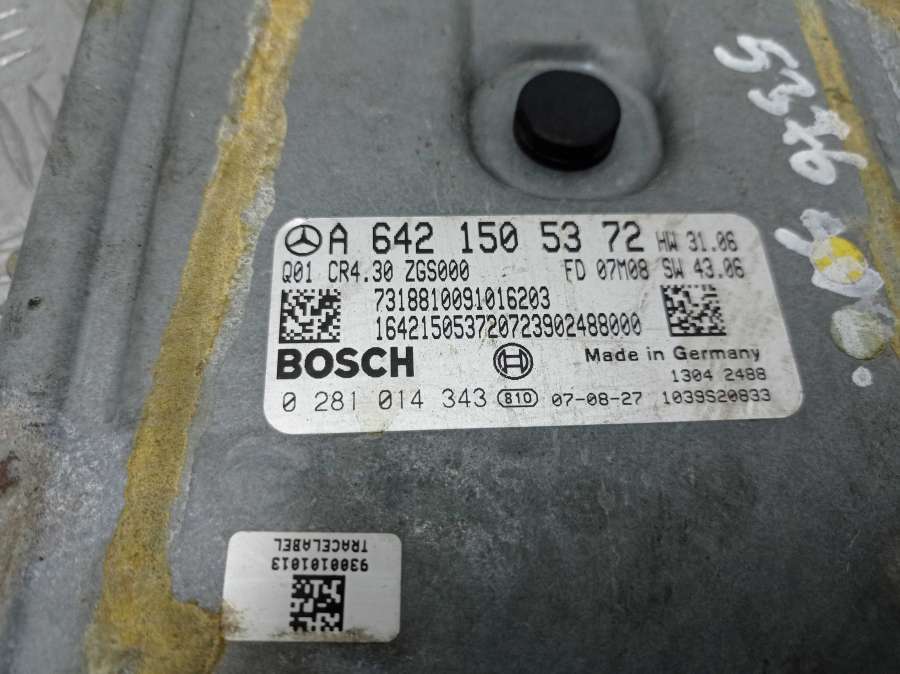 A 642 150 53 72 HW 31.06
Q01 CR4.30 ZGS000 FD 07M08 SW 43.06
7318810091016203
164215053720723902488000
BOSCH Made in Germany
1304 2488
0 281 014 343 810 07-08-27 1039S20833
TRACELABEL
9300101013